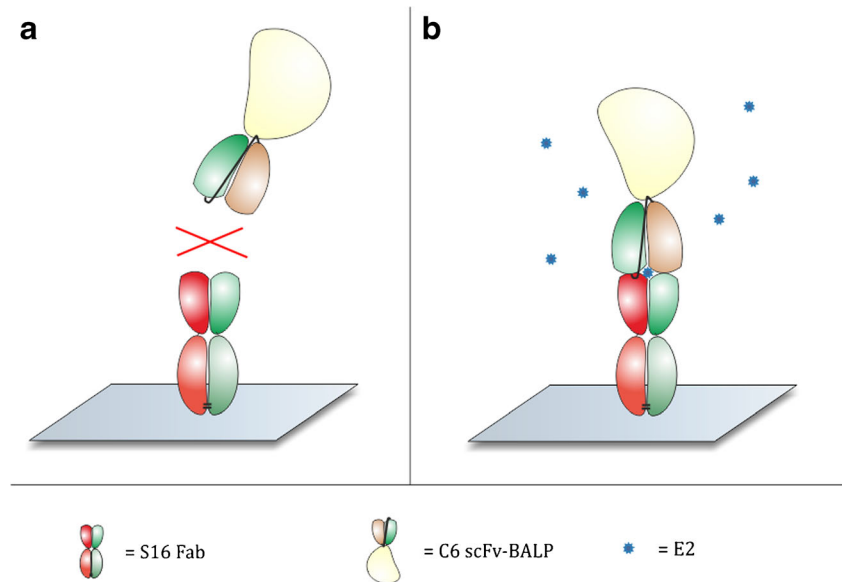 a
b
= S16 Fab
= C6 scFv-BALP
= E2